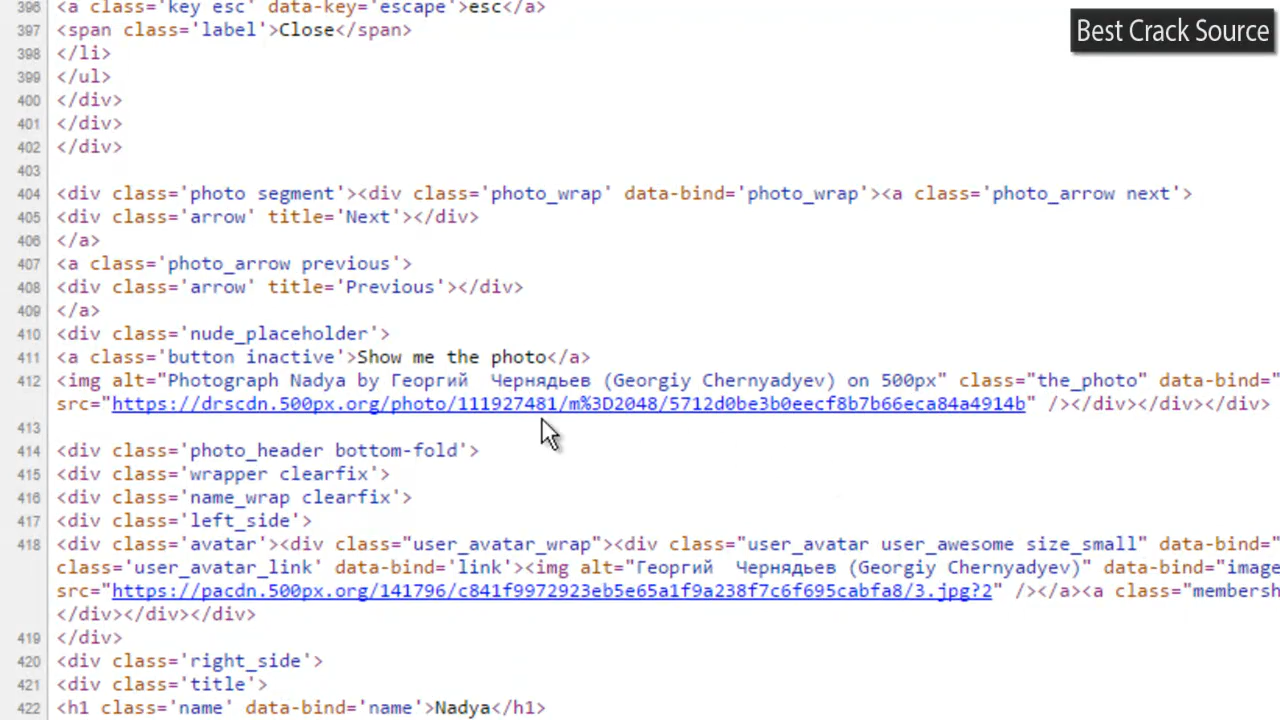 396 <a class='key esc' data-key='escape'>esc</a>
Best Crack Source
397 <span class='label'>Close</span>
398 </li>
399 </ul>
400 </div>
401 </div>
402 </div>
403
404 <div class='photo segment'><div class='photo_wrap' data-bind='photo_wrap'><a class='photo_arrow next'>
405 <div class='arrow' title='Next'></div>
406 </a>
407 <a class='photo_arrow previous'>
408 <div class='arrow' title='Previous'></div>
409 </a>
410 <div class='nude_placeholder'>
411 <a class='button inactive'>Show me the photo</a>
412 <img alt="Photograph Nadya by Георгий  Чернядьев (Georgiy Chernyadyev) on 500px" class="the_photo" data-bind="
src="https://drscdn.500px.org/photo/111927481/m%3D2048/5712d0be3b0eecf8b7b66eca84a4914b" /></div></div></div>
413
414 <div class='photo_header bottom-fold'>
415 <div class='wrapper clearfix'>
416 <div class='name_wrap clearfix'>
417 <div class='left_side'>
418 <div class='avatar'><div class="user_avatar_wrap"><div class="user_avatar user_awesome size_small" data-bind="
class='user_avatar_link' data-bind='link'><img alt="Георгий  Чернядьев (Georgiy Chernyadyev)" data-bind="image
src="https://pacdn.500px.org/141796/c841f9972923eb5e65a1f9a238f7c6f695cabfa8/3.jpg?2" /></a><a class="membersh
</div></div></div>
419 </div>
420 <div class='right_side'>
421 <div class='title'>
422 <h1 class='name' data-bind='name'>Nadya</h1>